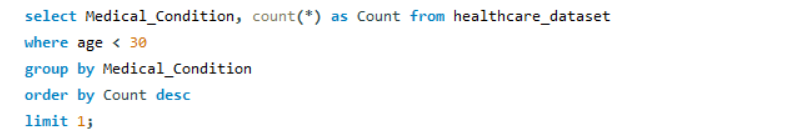 select Medical_Condition, count(*) as Count from healthcare_dataset
where age < 30
group by Medical_Condition
order by Count desc
limit 1;